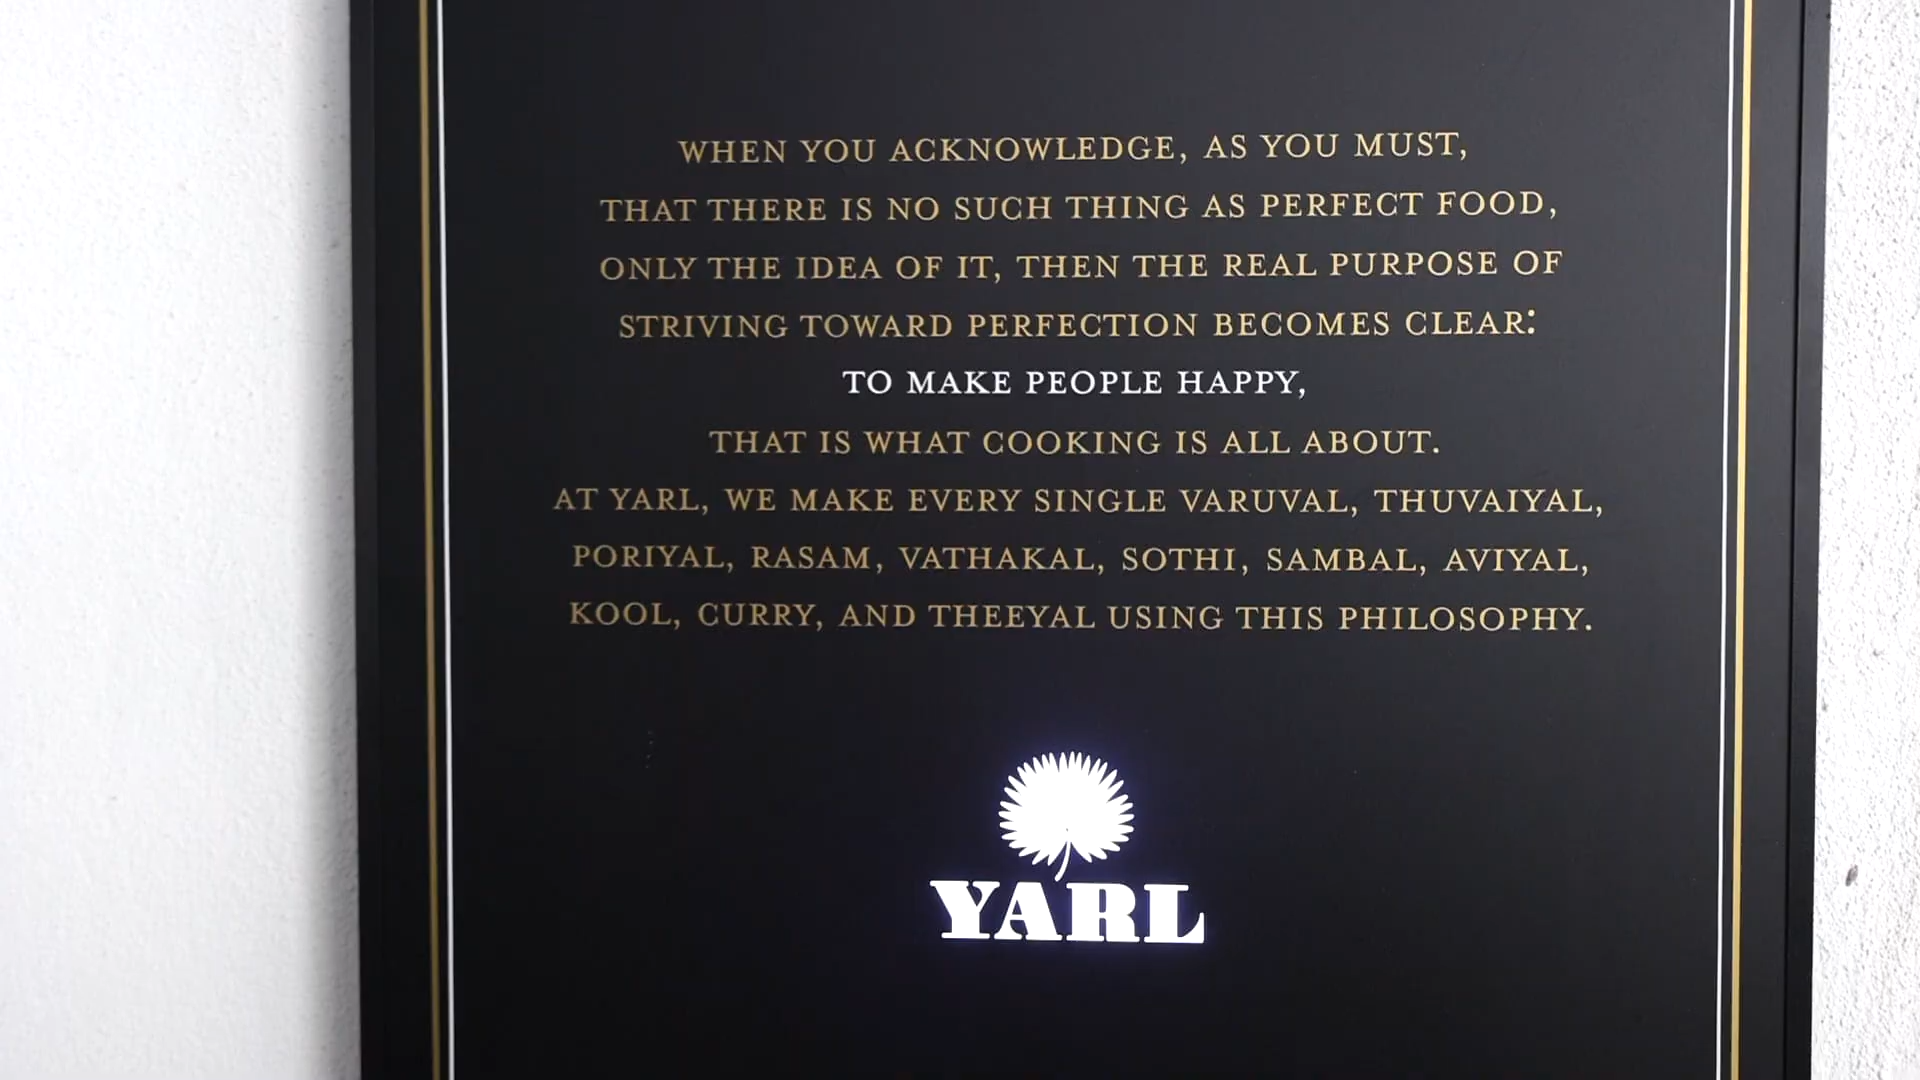 WHEN YOU ACKNOWLEDGE, AS YOU MUST,
THAT THERE IS NO SUCH THING AS PERFECT FOOD,
ONLY THE IDEA OF IT, THEN THE REAL PURPOSE OF
STRIVING TOWARD PERFECTION BECOMES CLEAR:
TO MAKE PEOPLE HAPPY,
THAT IS WHAT COOKING IS ALL ABOUT.
AT YARL, WE MAKE EVERY SINGLE VARUVAL, THUVAIYAL,
PORIYAL, RASAM, VATHAKAL, SOTHI, SAMBAL, AVIYAL,
KOOL, CURRY, AND THEEYAL USING THIS PHILOSOPHY.
YARL